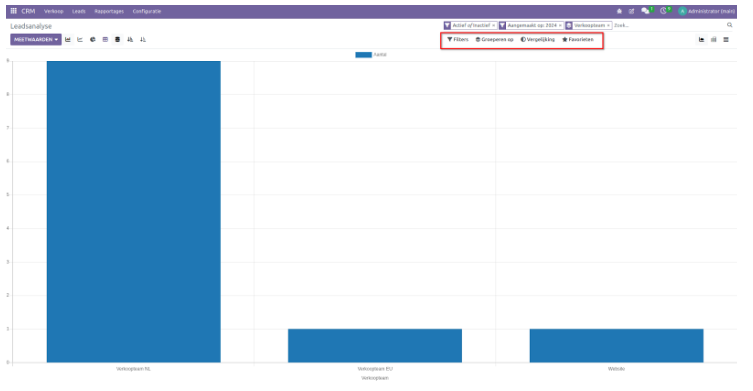 CRM Verkoop Leads Rapportages Configuratie Administrator (main)
Leadsanalyse Actief of Inactief × Aangemaakt op: 2024 × Verkoopteam × Zoek...
MEETWAARDEN Filters Groeperen op Vergelijking Favorieten
Aantal
9
8
7
6
5
4
3
2
1
0
Verkoopteam NL Verkoopteam EU Website
Verkoopteam